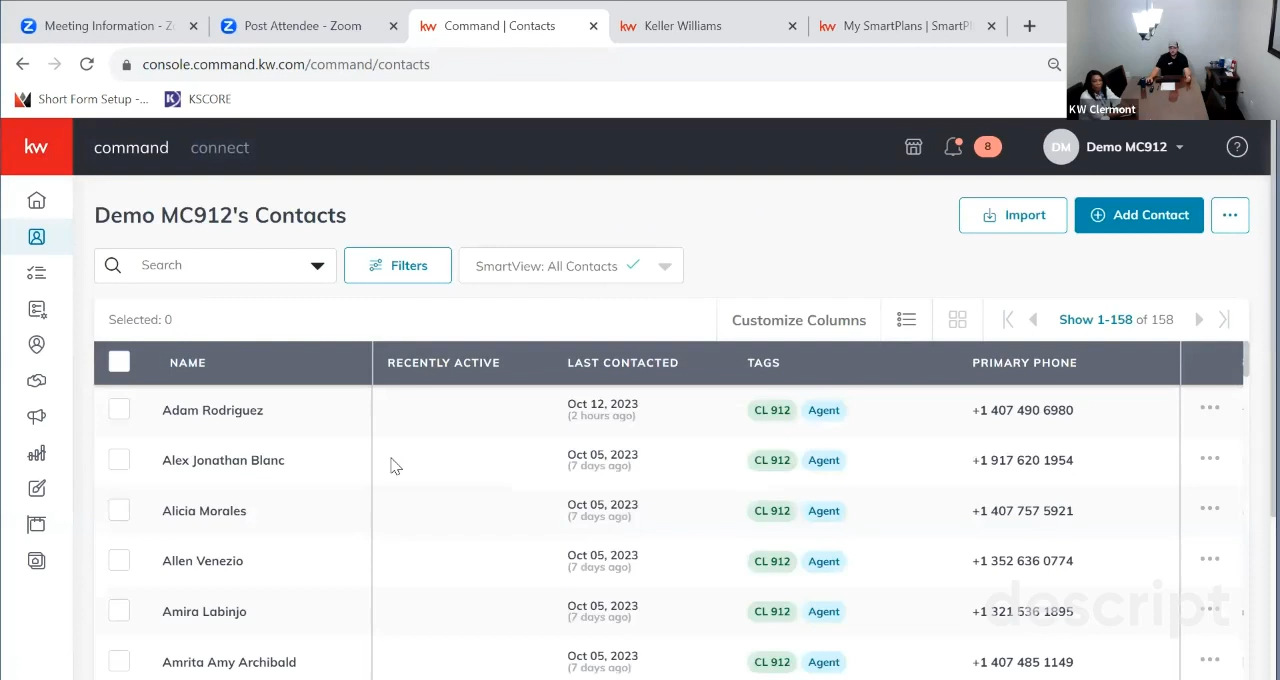 Meeting Information - Zo
Post Attendee - Zoom
kw Command | Contacts
kw Keller Williams
kw My SmartPlans | SmartPl
console.command.kw.com/command/contacts
Short Form Setup -...
KSCORE
KW Clermont
kw command connect
8
DM
Demo MC912
?
Demo MC912's Contacts
Import
Add Contact
Search
Filters
SmartView: All Contacts
Selected: 0
Customize Columns
Show 1-158 of 158
NAME RECENTLY ACTIVE LAST CONTACTED TAGS PRIMARY PHONE
Adam Rodriguez Oct 12, 2023 CL 912 Agent +1 407 490 6980
(2 hours ago)
Alex Jonathan Blanc Oct 05, 2023 CL 912 Agent +1 917 620 1954
(7 days ago)
Alicia Morales Oct 05, 2023 CL 912 Agent +1 407 757 5921
(7 days ago)
Allen Venezio Oct 05, 2023 CL 912 Agent +1 352 636 0774
(7 days ago)
Amira Labinjo Oct 05, 2023 CL 912 Agent +1 321 536 1895
(7 days ago)
descript
Amrita Amy Archibald Oct 05, 2023 CL 912 Agent +1 407 485 1149
(7 days ago)